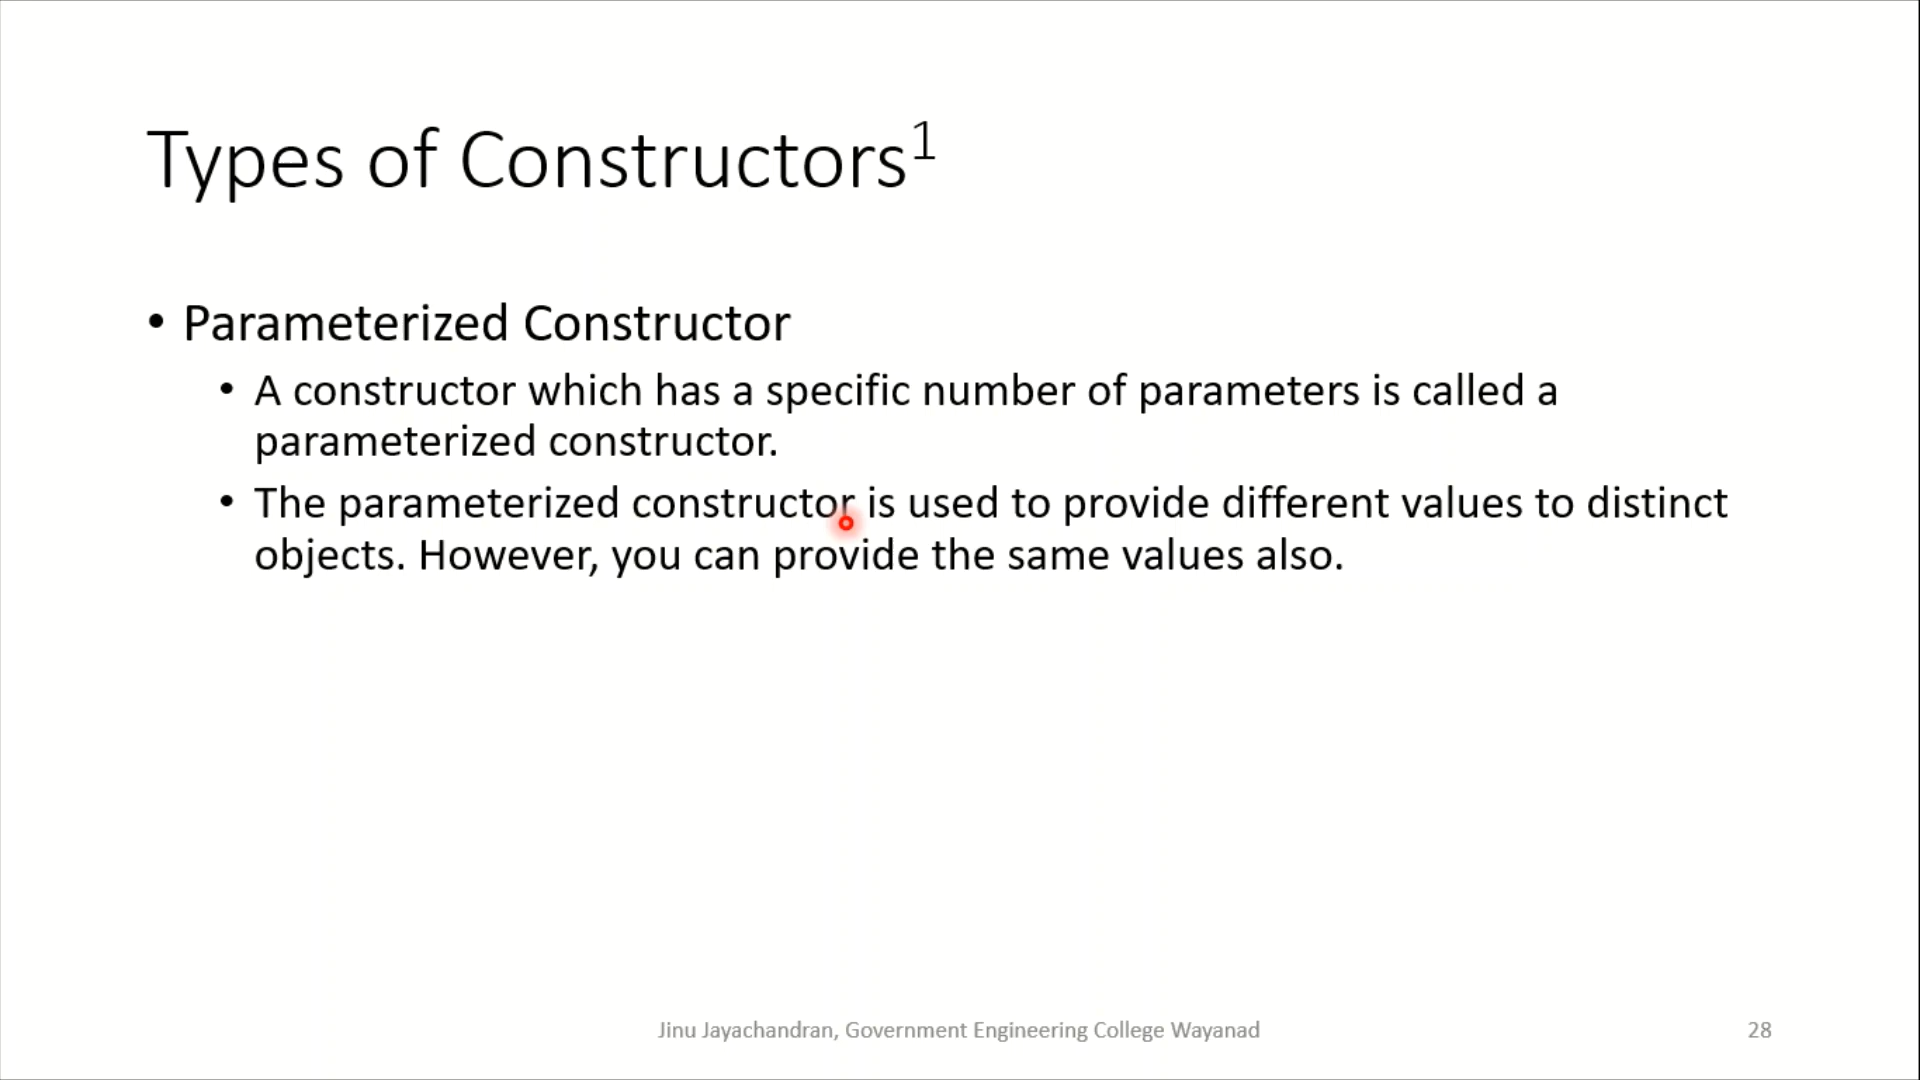 Types of Constructors1
• Parameterized Constructor
• A constructor which has a specific number of parameters is called a
parameterized constructor.
• The parameterized constructor is used to provide different values to distinct
objects. However, you can provide the same values also.
Jinu Jayachandran, Government Engineering College Wayanad
28